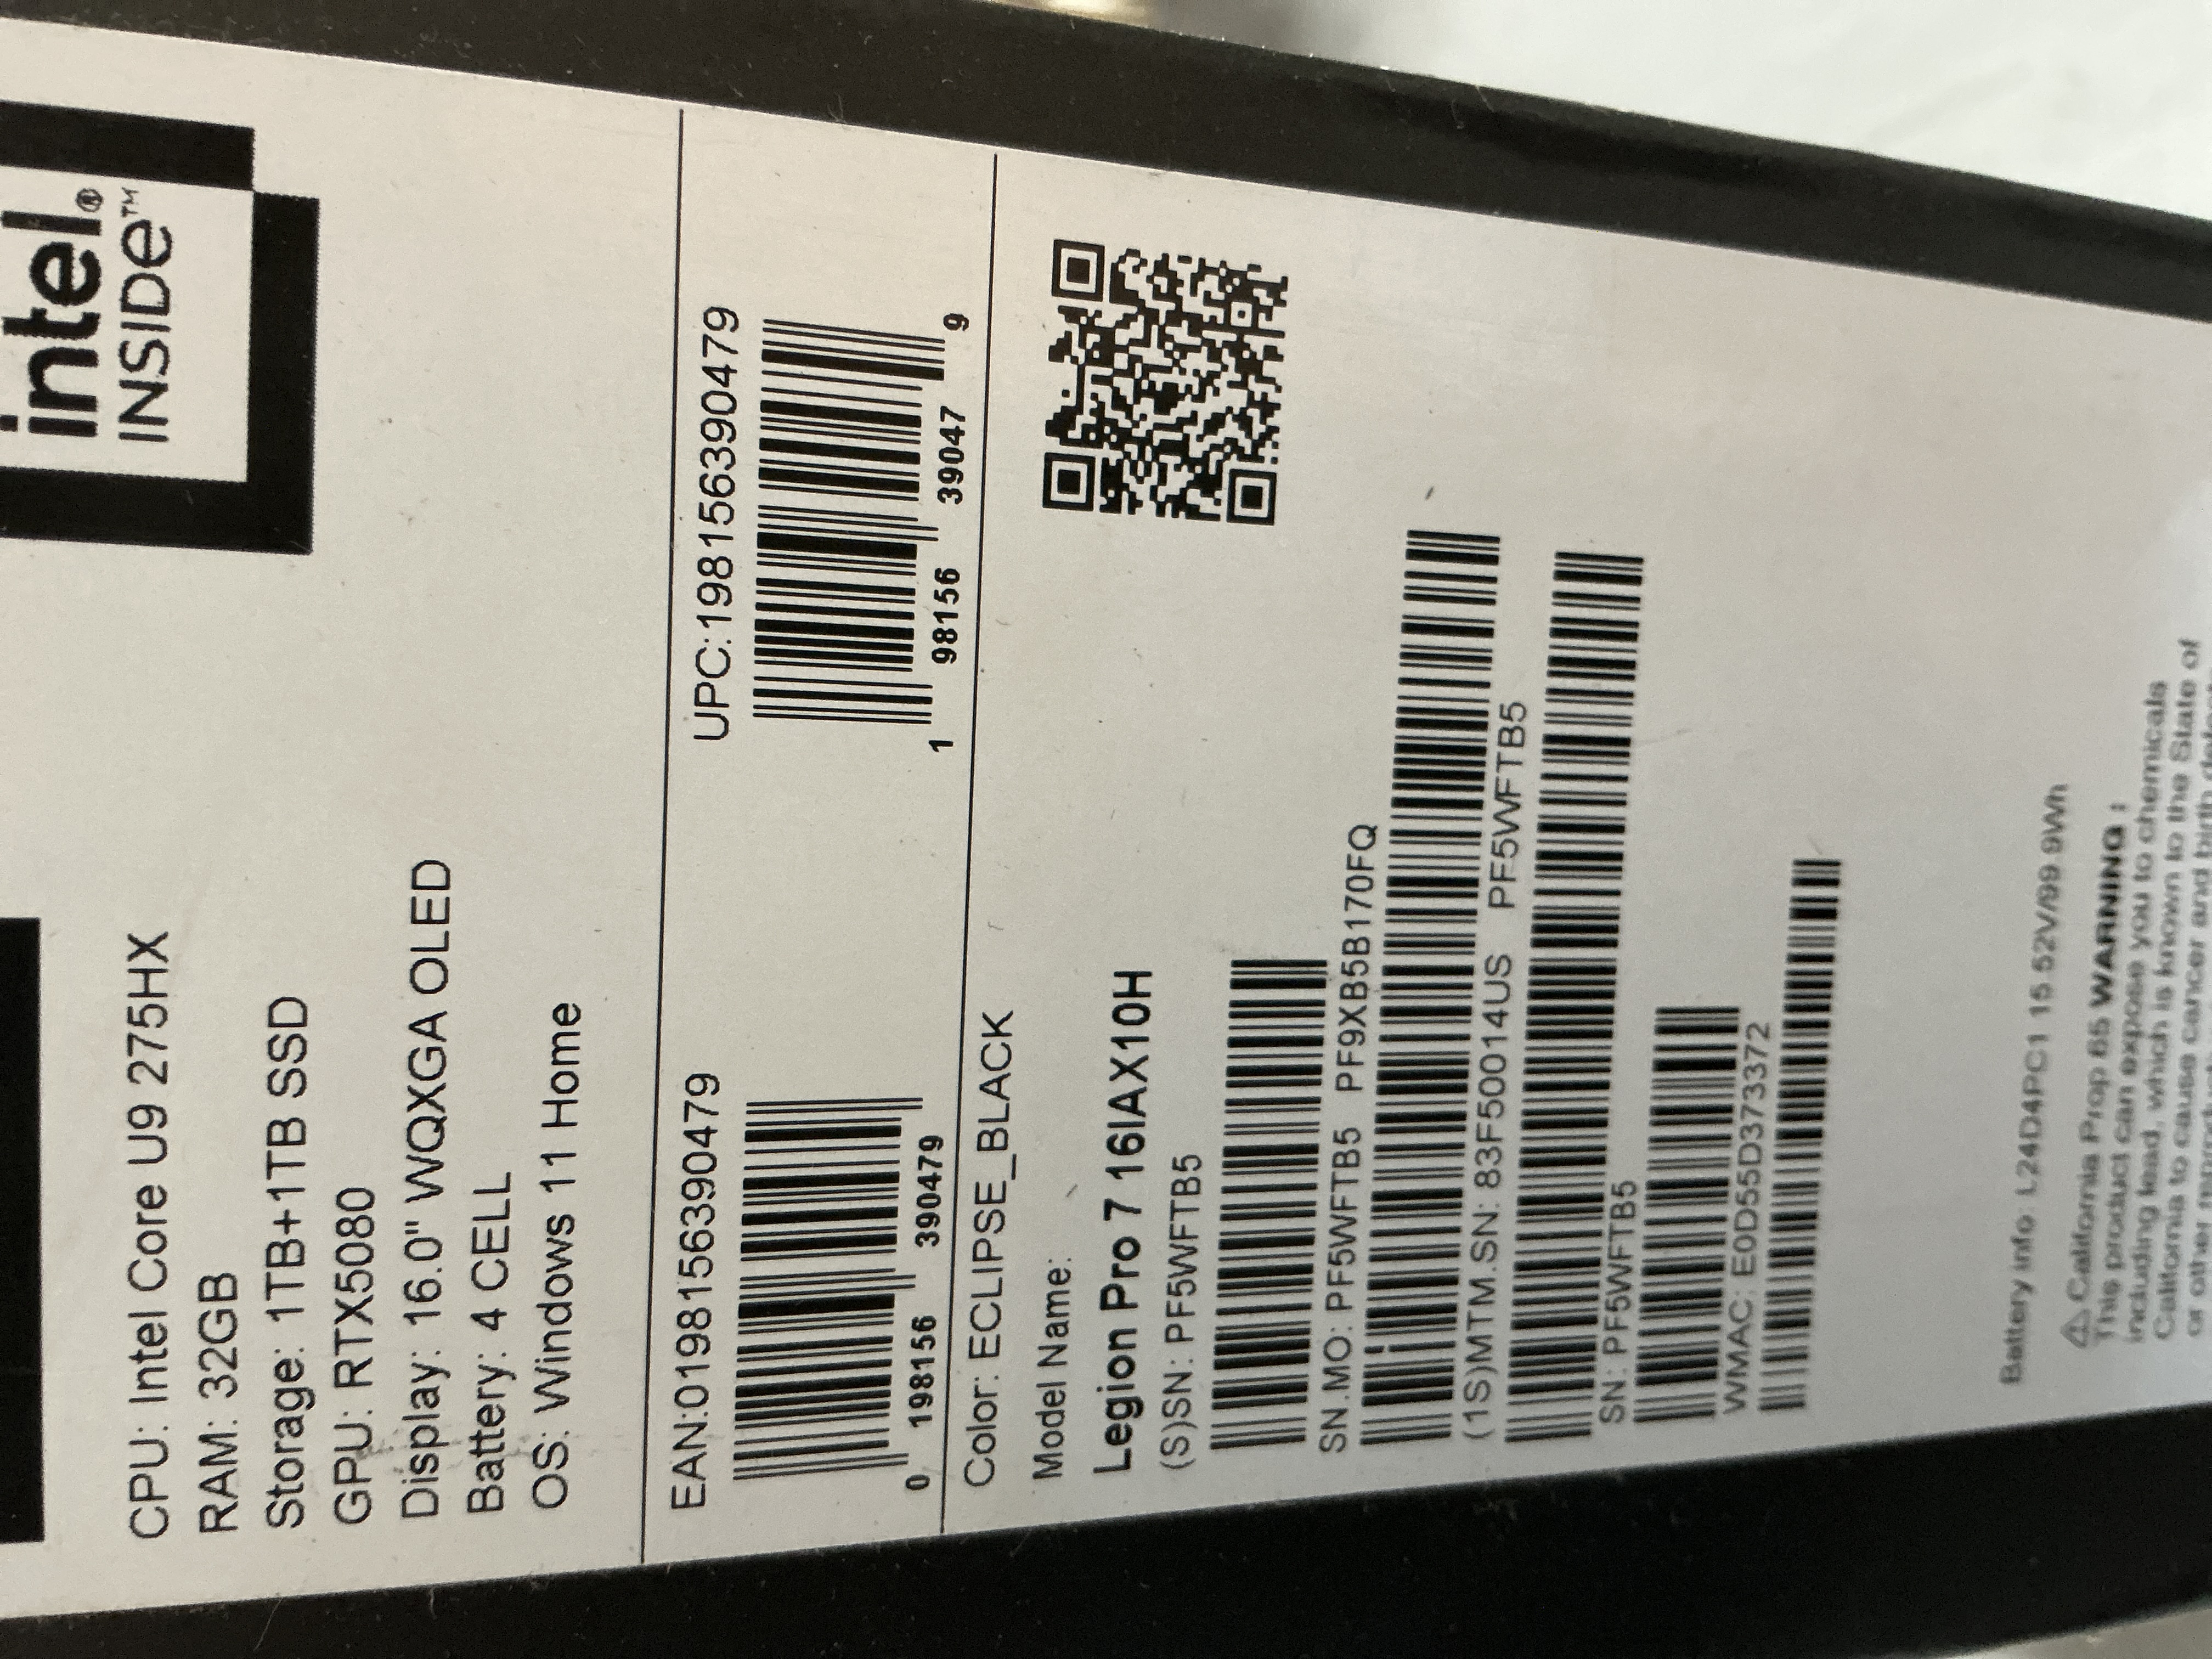 intel®
INSIDE™
CPU: Intel Core U9 275HX
RAM: 32GB
Storage: 1TB+1TB SSD
GPU: RTX5080
Display: 16.0" WQXGA OLED
Battery: 4 CELL
OS: Windows 11 Home
EAN:0198156390479
0 198156 390479
UPC:198156390479
1 98156 39047 9
Color: ECLIPSE_BLACK
Model Name:
Legion Pro 7 16IAX10H
(S)SN: PF5WFTB5
SN.MO: PF5WFTB5 PF9XB5B170FQ
(1S)MTM.SN: 83F50014US PF5WFTB5
SN: PF5WFTB5
WMAC: E0D55D373372
Battery info L24D4PC1 15.52V/99.9Wh
⚠ California Prop 65 WARNING :
This product can expose you to chemicals
including lead, which is known to the State of
California to cause cancer and birth
or other